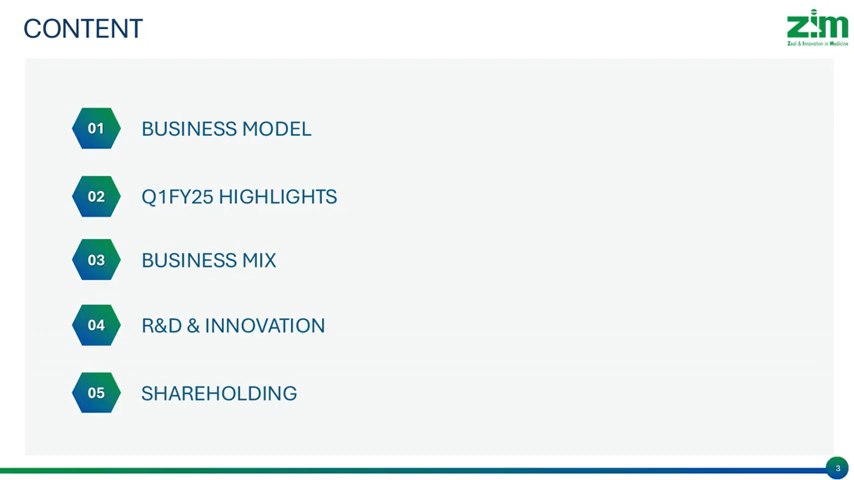 CONTENT
zim
Zeal & Innovation in Medicine
01 BUSINESS MODEL
02 Q1FY25 HIGHLIGHTS
03 BUSINESS MIX
04 R&D & INNOVATION
05 SHAREHOLDING
3